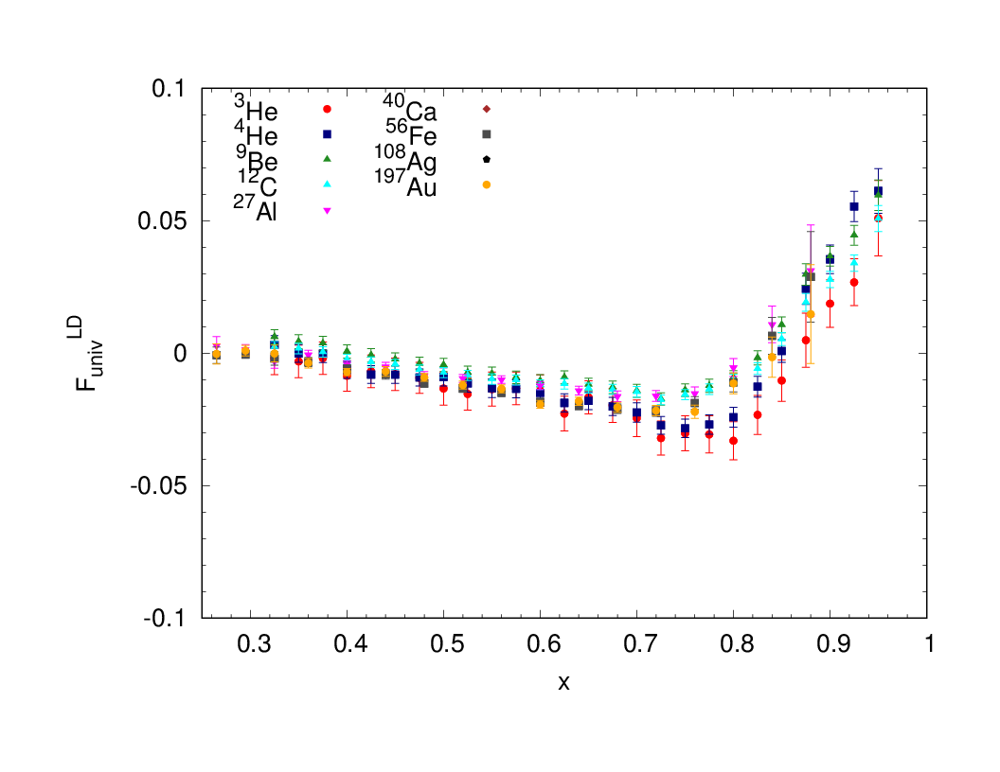 0.1
0.05
0
-0.05
-0.1
F_univ^LD
³He
⁴He
⁹Be
¹²C
²⁷Al
⁴⁰Ca
⁵⁶Fe
¹⁰⁸Ag
¹⁹⁷Au
0.3 0.4 0.5 0.6 0.7 0.8 0.9 1
x